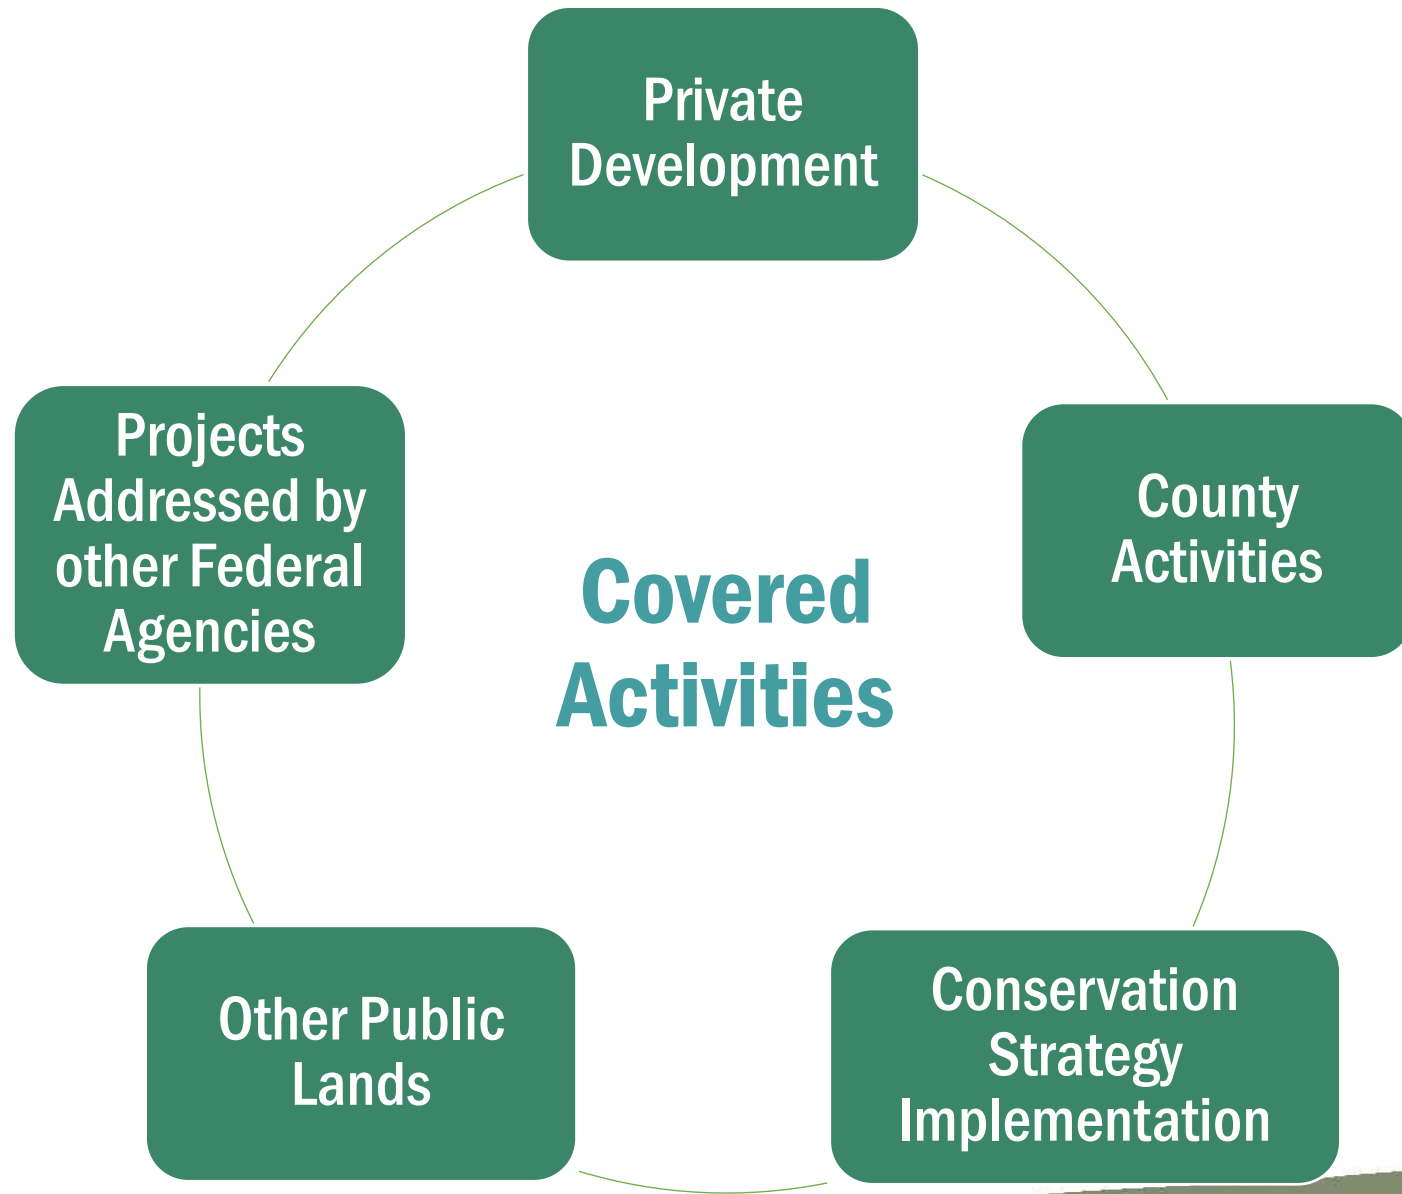 Private
Development
Projects
Addressed by
other Federal
Agencies
County
Activities
Covered
Activities
Other Public
Lands
Conservation
Strategy
Implementation